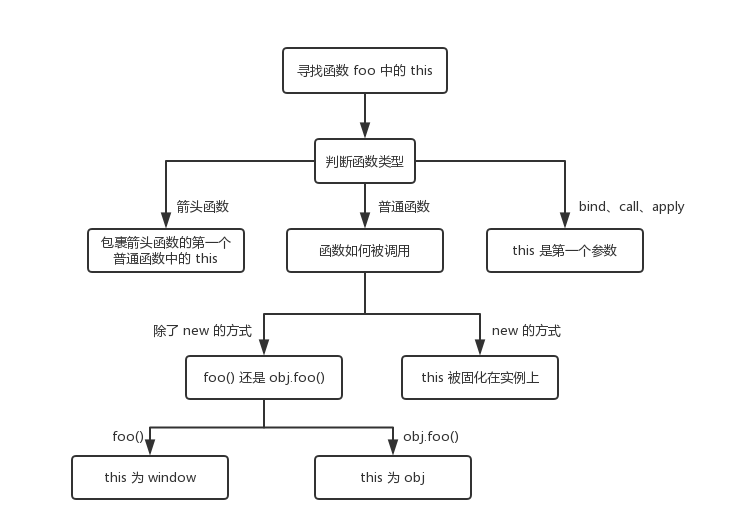 寻找函数 foo 中的 this
判断函数类型
箭头函数
普通函数
bind、call、apply
包裹箭头函数的第一个
普通函数中的 this
函数如何被调用
this 是第一个参数
除了 new 的方式
new 的方式
foo() 还是 obj.foo()
this 被固化在实例上
foo()
obj.foo()
this 为 window
this 为 obj